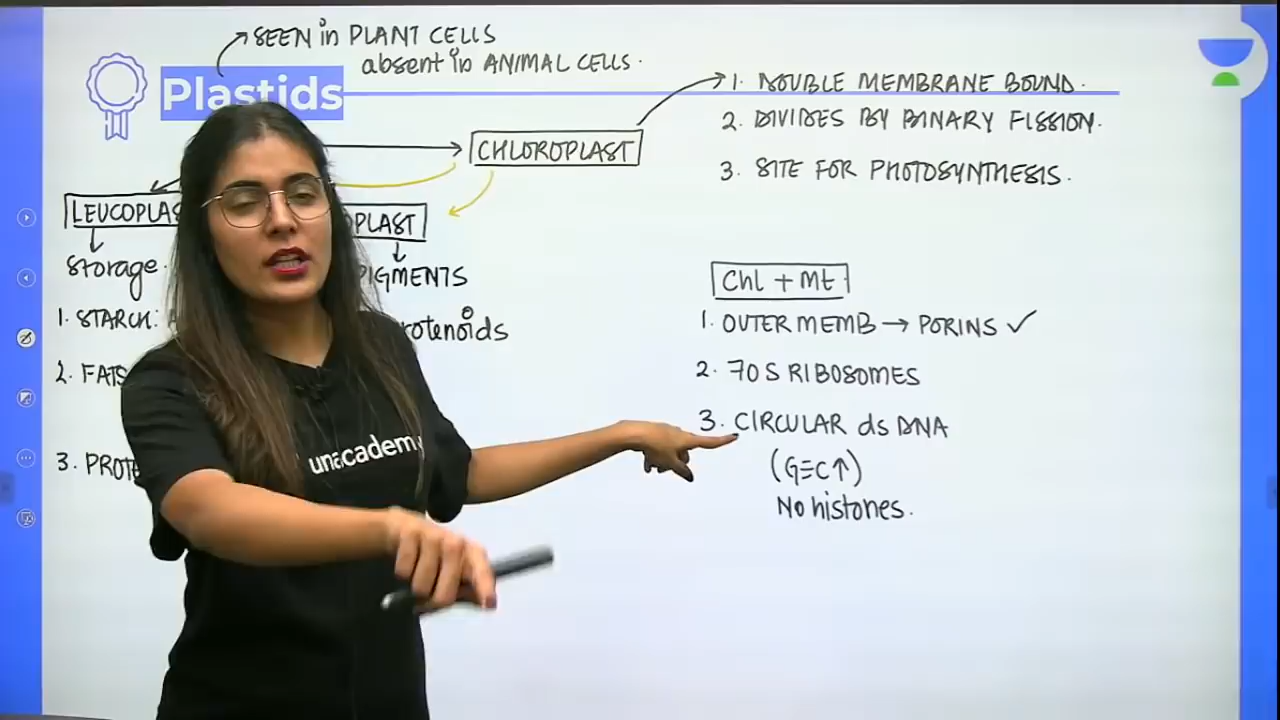 SEEN in PLANT CELLS
absent in ANIMAL CELLS.
Plastids
CHLOROPLAST
1. DOUBLE MEMBRANE BOUND.
2. DIVIDES BY BINARY FISSION.
3. SITE FOR PHOTOSYNTHESIS.
LEUCOPLAS
PLAST
Storage.
PIGMENTS
1. STARCH:
rotenoids
2. FATS
3. PROTE
Chl + Mt
1. OUTER MEMB → PORINS ✓
2. 70S RIBOSOMES
3. CIRCULAR ds DNA
(G≡C↑)
No histones.
unacademy